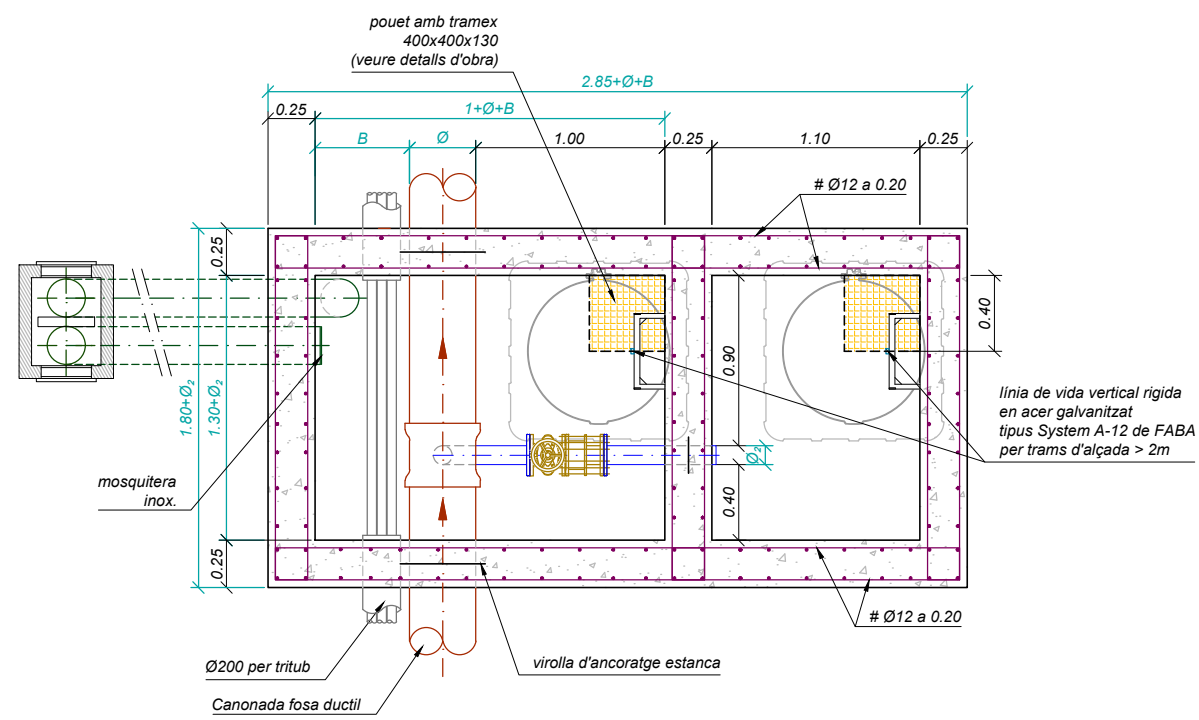 pouet amb tramex
400x400x130
(veure detalls d'obra)
2.85+Ø+B
0.25
1+Ø+B
B
Ø
1.00
0.25
1.10
0.25
# Ø12 a 0.20
0.25
1.80+Ø₂
1.30+Ø₂
0.25
0.90
Ø₂
0.40
0.40
línia de vida vertical rigida
en acer galvanitzat
tipus System A-12 de FABA
per trams d'alçada > 2m
mosquitera
inox.
# Ø12 a 0.20
Ø200 per tritub
virolla d'ancoratge estanca
Canonada fosa ductil